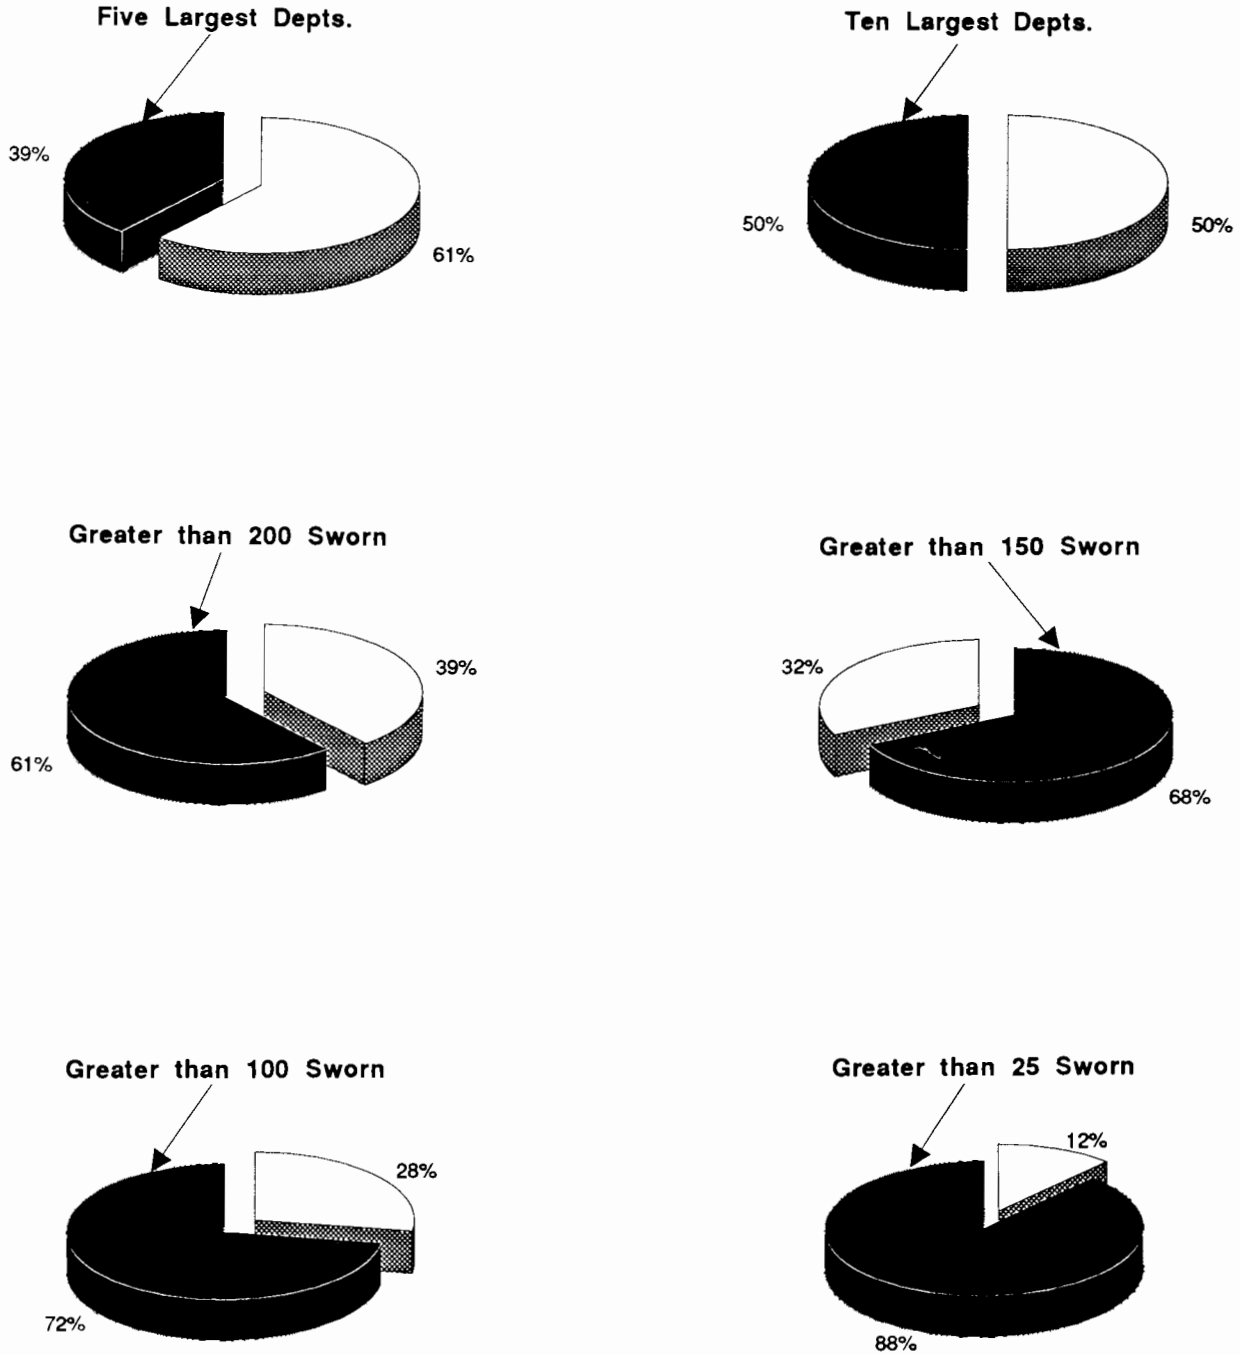 Five Largest Depts.
39%
61%
Ten Largest Depts.
50%
50%
Greater than 200 Sworn
39%
61%
Greater than 150 Sworn
32%
68%
Greater than 100 Sworn
28%
72%
Greater than 25 Sworn
12%
88%